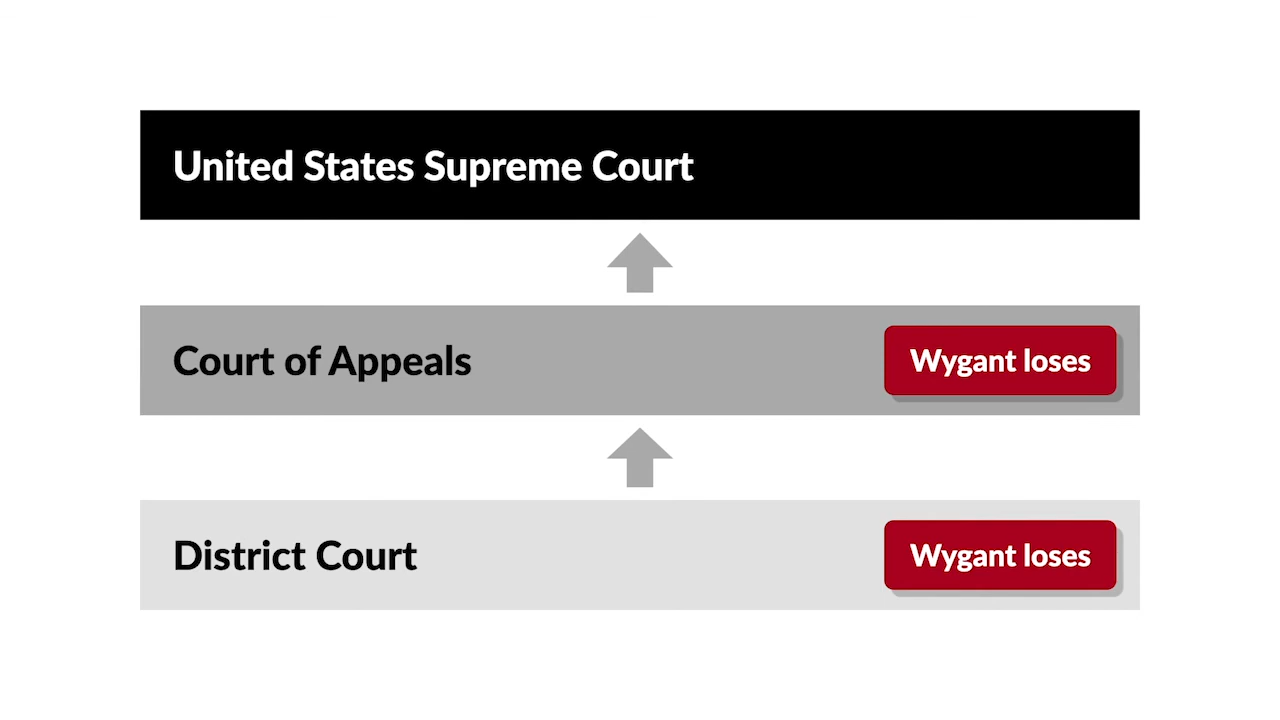 United States Supreme Court
Court of Appeals
Wygant loses
District Court
Wygant loses